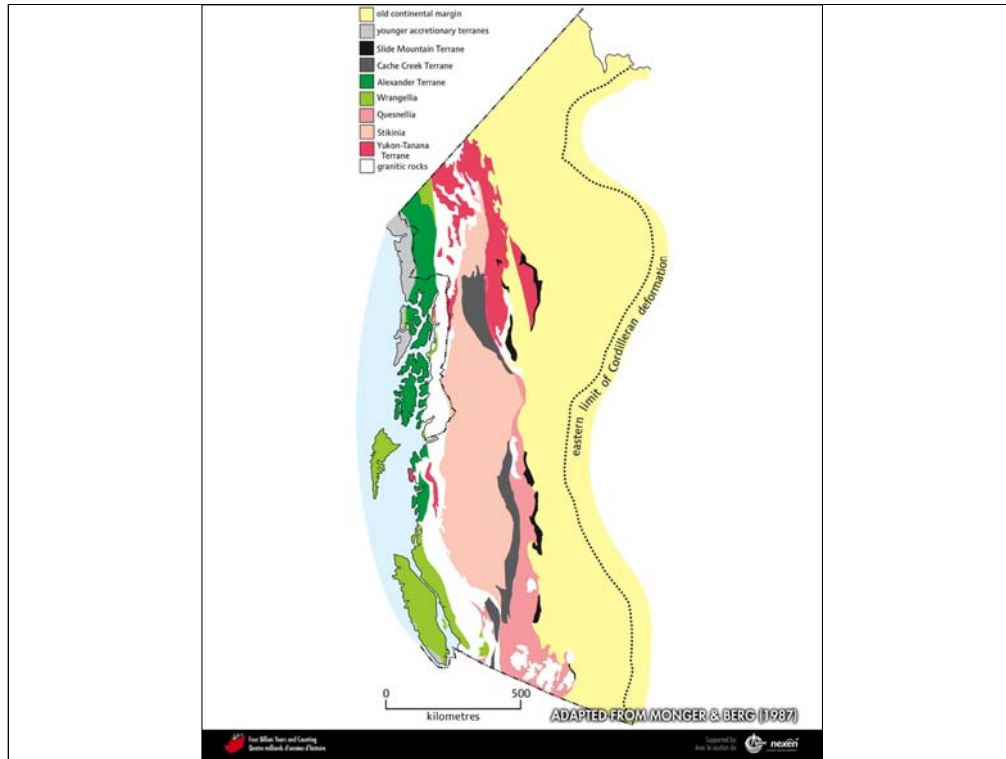 old continental margin
younger accretionary terranes
Slide Mountain Terrane
Cache Creek Terrane
Alexander Terrane
Wrangellia
Quesnellia
Stikinia
Yukon-Tanana
Terrane
granitic rocks
eastern limit of Cordilleran deformation
0 500
kilometres
ADAPTED FROM MONGER & BERG (1987)
Four Billion Years and Counting
Quatre milliards d'années d'histoire
Supported by:
Avec le soutien de:
nexen